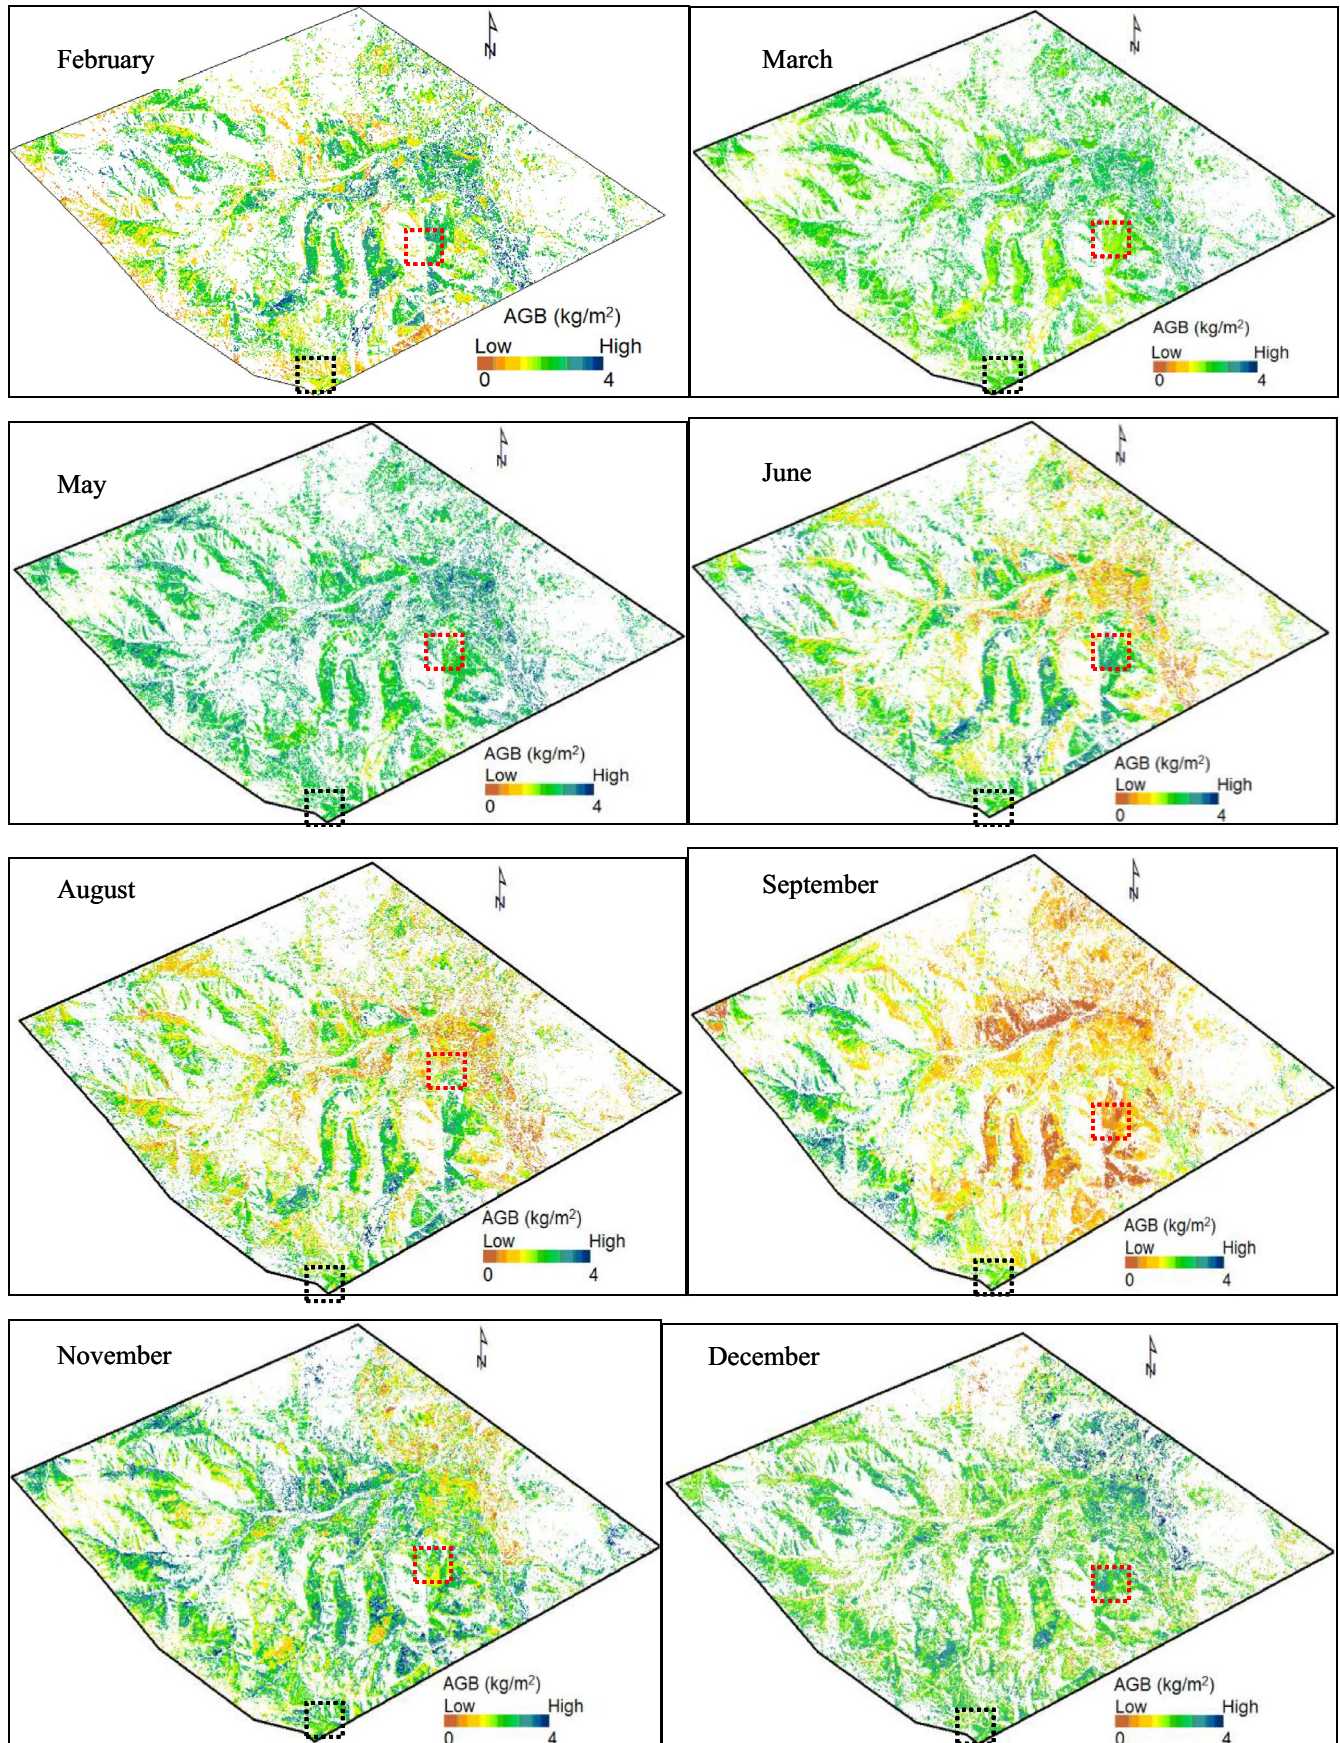 February
N
AGB (kg/m²)
Low High
0 4
March
N
AGB (kg/m²)
Low High
0 4
May
N
AGB (kg/m²)
Low High
0 4
June
N
AGB (kg/m²)
Low High
0 4
August
N
AGB (kg/m²)
Low High
0 4
September
N
AGB (kg/m²)
Low High
0 4
November
N
AGB (kg/m²)
Low High
0 4
December
N
AGB (kg/m²)
Low High
0 4